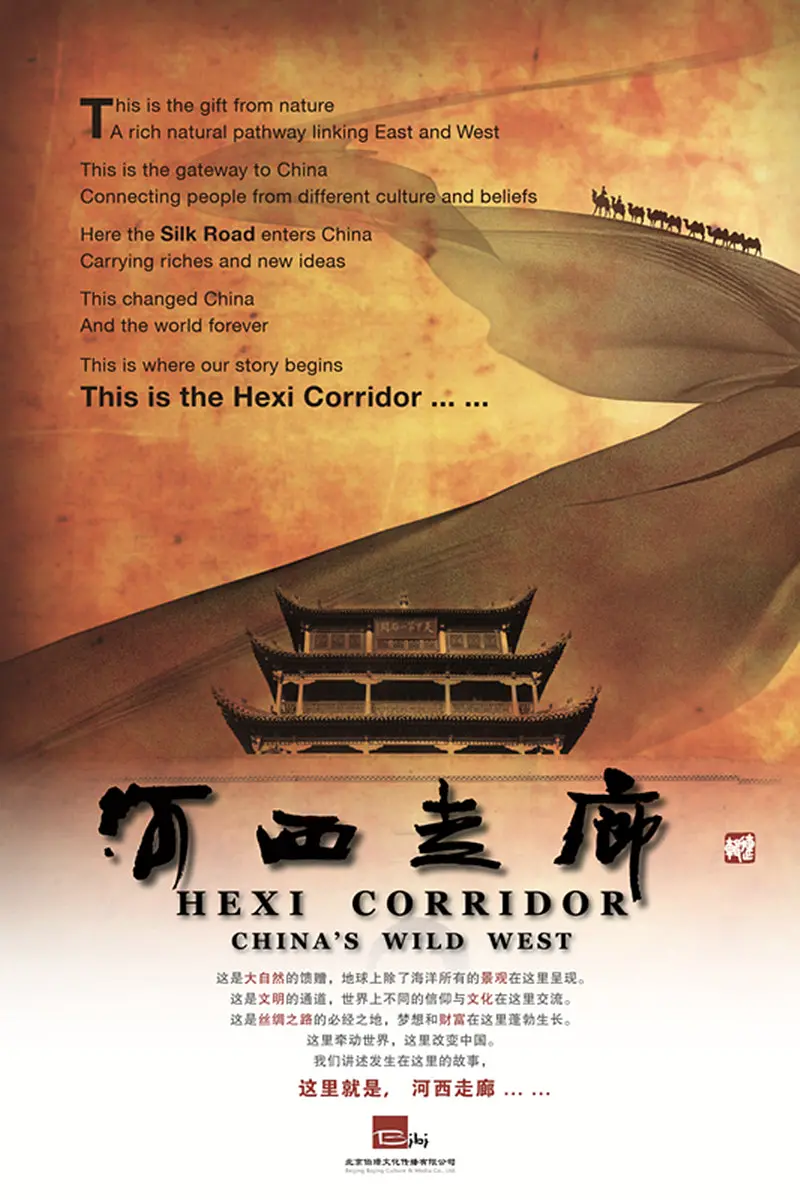 This is the gift from nature
A rich natural pathway linking East and West
This is the gateway to China
Connecting people from different culture and beliefs
Here the Silk Road enters China
Carrying riches and new ideas
This changed China
And the world forever
This is where our story begins
This is the Hexi Corridor ... ...
河西走廊
HEXI CORRIDOR
CHINA'S WILD WEST
这是大自然的馈赠，地球上除了海洋所有的景观在这里呈现。
这是文明的通道，世界上不同的信仰与文化在这里交流。
这是丝绸之路的必经之地，梦想和财富在这里蓬勃生长。
这里牵动世界，这里改变中国。
我们讲述发生在这里的故事，
这里就是， 河西走廊 ... ...
Bjbj